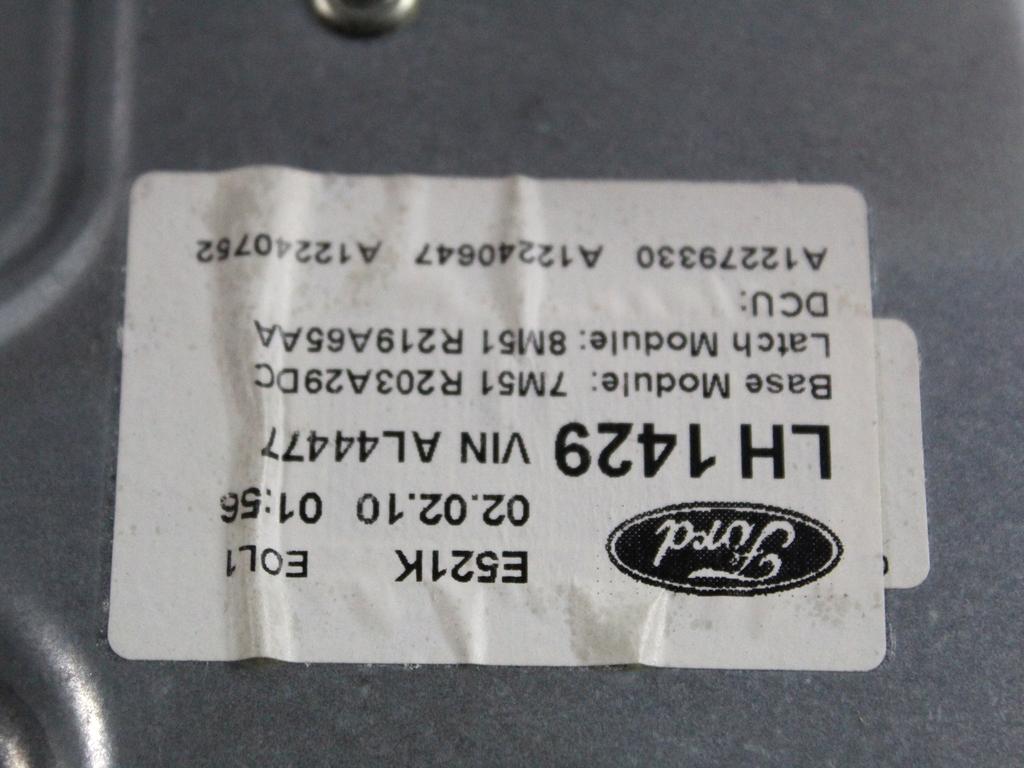 Ford E521K EOL1
02.02.10 01:56
LH 1429 VIN AL44477
Base Module: 7M51 R203A29DC
Latch Module: 8M51 R219A65AA
DCU:
A12279330 A12240647 A12240752